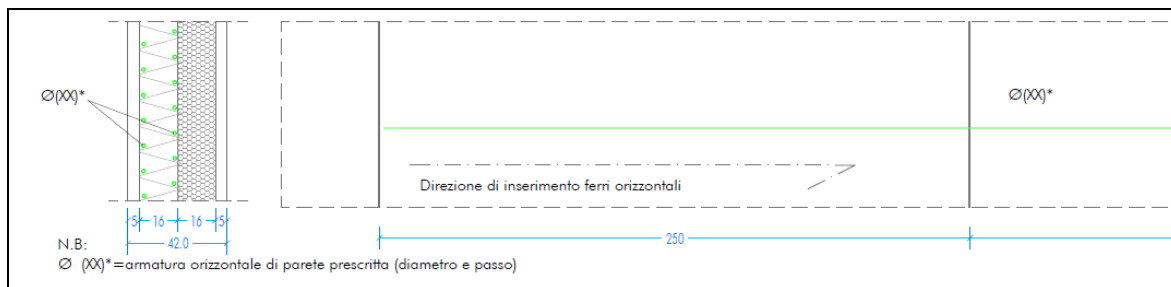 Ø(XX)*
Ø(XX)*
Direzione di inserimento ferri orizzontali
5 16 16 5
42.0
250
N.B:
Ø (XX)*=armatura orizzontale di parete prescritta (diametro e passo)